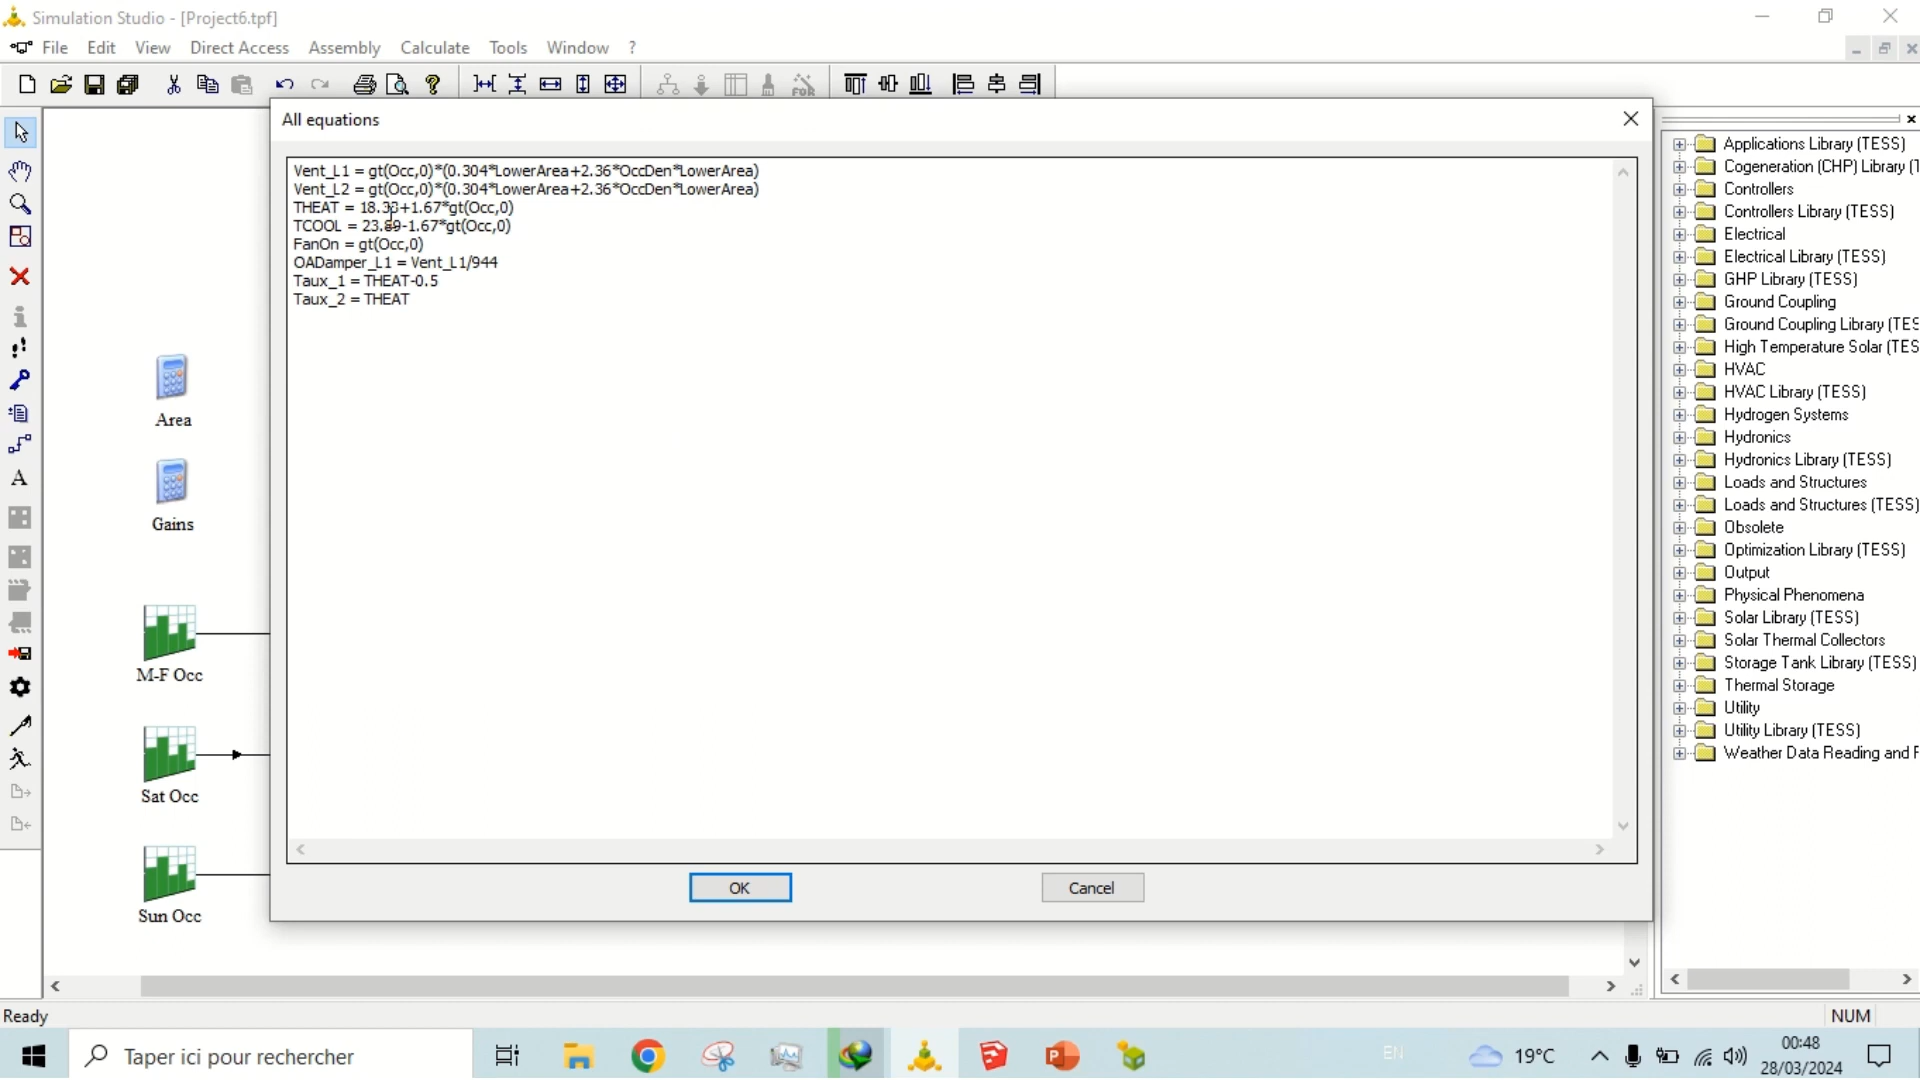 Simulation Studio - [Project6.tpf]
File Edit View Direct Access Assembly Calculate Tools Window ?
All equations
Vent_L1 = gt(Occ,0)*(0.304*LowerArea+2.36*OccDen*LowerArea)
Vent_L2 = gt(Occ,0)*(0.304*LowerArea+2.36*OccDen*LowerArea)
THEAT = 18.33+1.67*gt(Occ,0)
TCOOL = 23.89-1.67*gt(Occ,0)
FanOn = gt(Occ,0)
OADamper_L1 = Vent_L1/944
Taux_1 = THEAT-0.5
Taux_2 = THEAT
OK Cancel
A
Area
Gains
M-F Occ
Sat Occ
Sun Occ
FOR
Applications Library (TESS)
Cogeneration (CHP) Library (T
Controllers
Controllers Library (TESS)
Electrical
Electrical Library (TESS)
GHP Library (TESS)
Ground Coupling
Ground Coupling Library (TES
High Temperature Solar (TES
HVAC
HVAC Library (TESS)
Hydrogen Systems
Hydronics
Hydronics Library (TESS)
Loads and Structures
Loads and Structures (TESS)
Obsolete
Optimization Library (TESS)
Output
Physical Phenomena
Solar Library (TESS)
Solar Thermal Collectors
Storage Tank Library (TESS)
Thermal Storage
Utility
Utility Library (TESS)
Weather Data Reading and F
Ready NUM
Taper ici pour rechercher
P
EN
19°C
00:48
28/03/2024